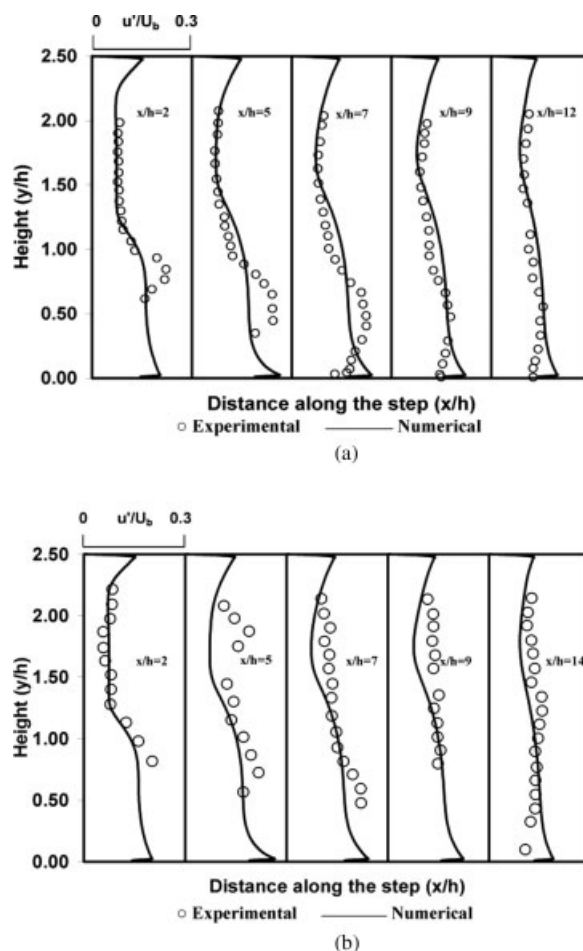 0 u'/Ub 0.3
2.50
2.00
1.50
1.00
0.50
0.00
Height (y/h)
x/h=2
x/h=5
x/h=7
x/h=9
x/h=12
Distance along the step (x/h)
○ Experimental —— Numerical
(a)
0 u'/Ub 0.3
2.50
2.00
1.50
1.00
0.50
0.00
Height (y/h)
x/h=2
x/h=5
x/h=7
x/h=9
x/h=14
Distance along the step (x/h)
○ Experimental —— Numerical
(b)